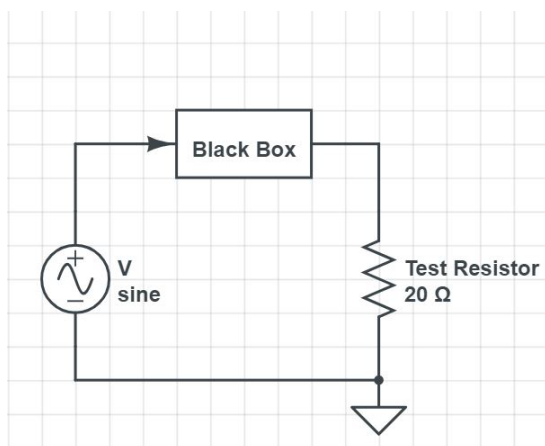 Black Box
V
sine
Test Resistor
20 Ω